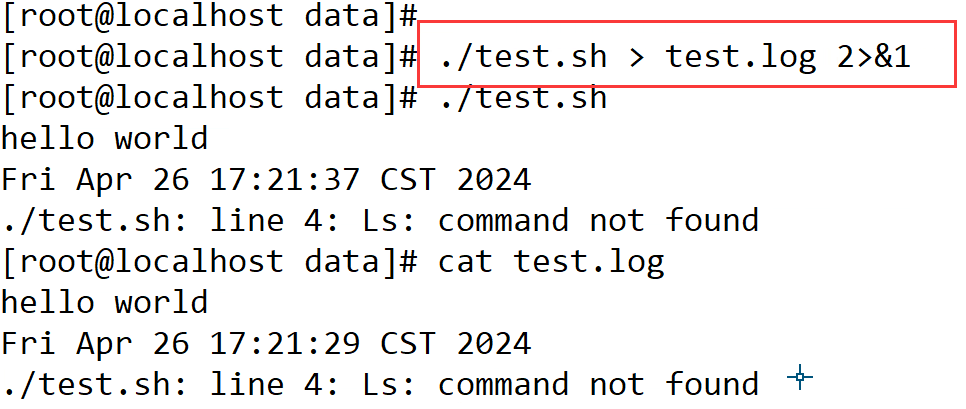 [root@localhost data]#
[root@localhost data]# ./test.sh > test.log 2>&1
[root@localhost data]# ./test.sh
hello world
Fri Apr 26 17:21:37 CST 2024
./test.sh: line 4: Ls: command not found
[root@localhost data]# cat test.log
hello world
Fri Apr 26 17:21:29 CST 2024
./test.sh: line 4: Ls: command not found